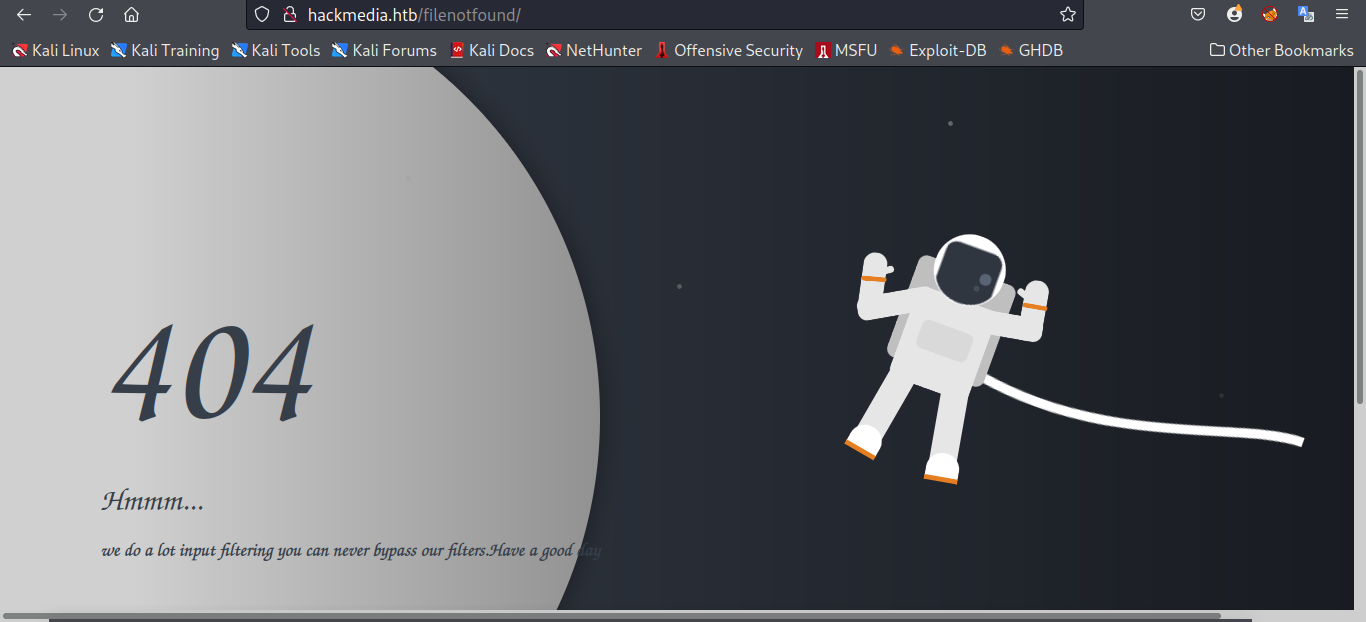 hackmedia.htb/filenotfound/
Kali Linux Kali Training Kali Tools Kali Forums Kali Docs NetHunter Offensive Security MSFU Exploit-DB GHDB Other Bookmarks
404
Hmmm...
we do a lot input filtering you can never bypass our filters.Have a good day